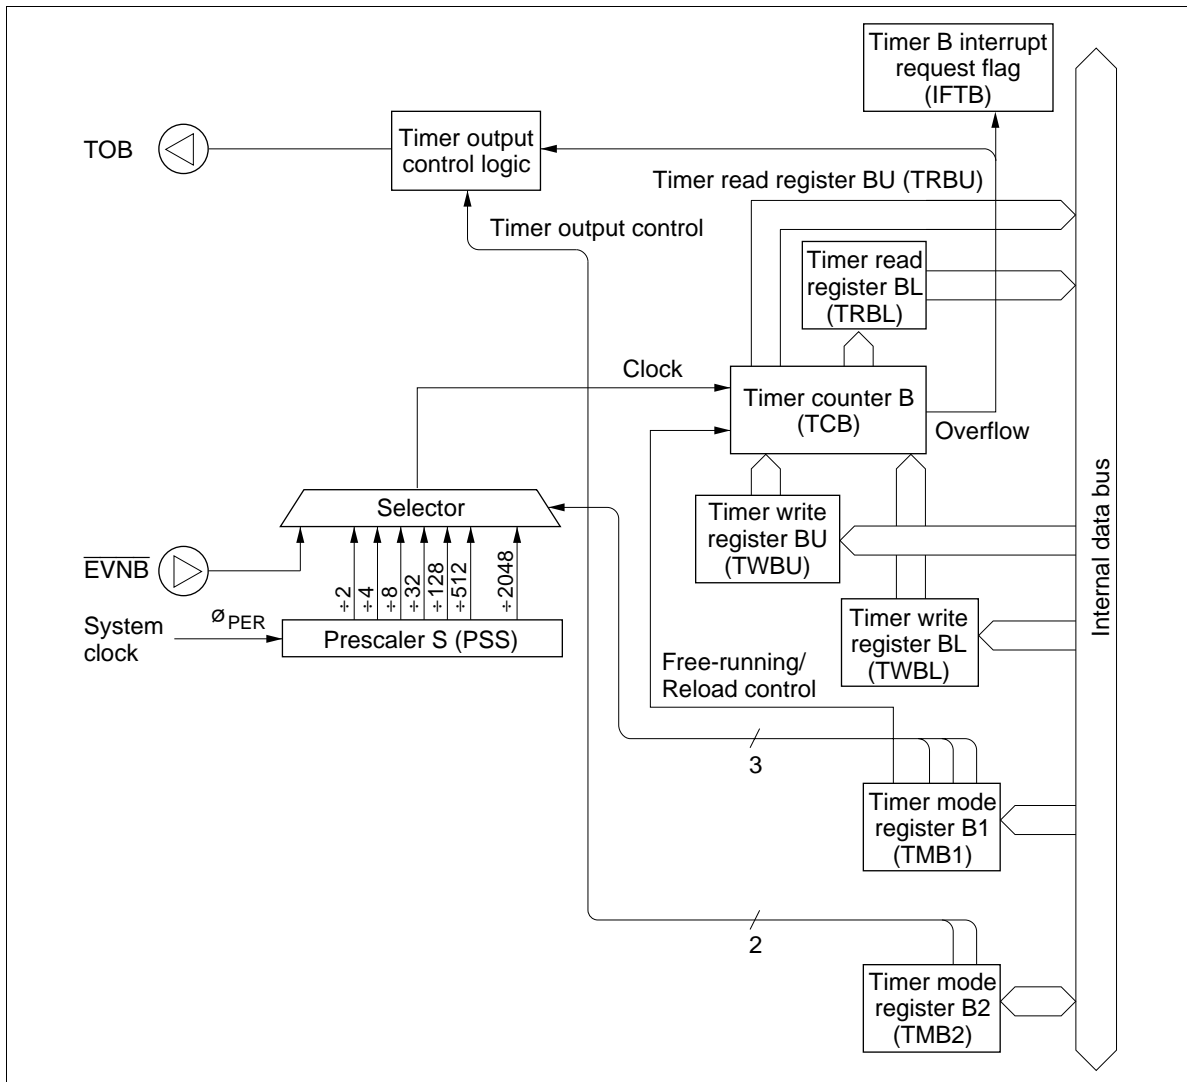 Timer B interrupt
request flag
(IFTB)
TOB
Timer output
control logic
Timer read register BU (TRBU)
Timer output control
Timer read
register BL
(TRBL)
Clock
Timer counter B
(TCB)
Overflow
Selector
Timer write
register BU
(TWBU)
Internal data bus
EVNB
÷2
÷4
÷8
÷32
÷128
÷512
÷2048
System
clock
øPER
Prescaler S (PSS)
Timer write
register BL
(TWBL)
Free-running/
Reload control
3
Timer mode
register B1
(TMB1)
2
Timer mode
register B2
(TMB2)